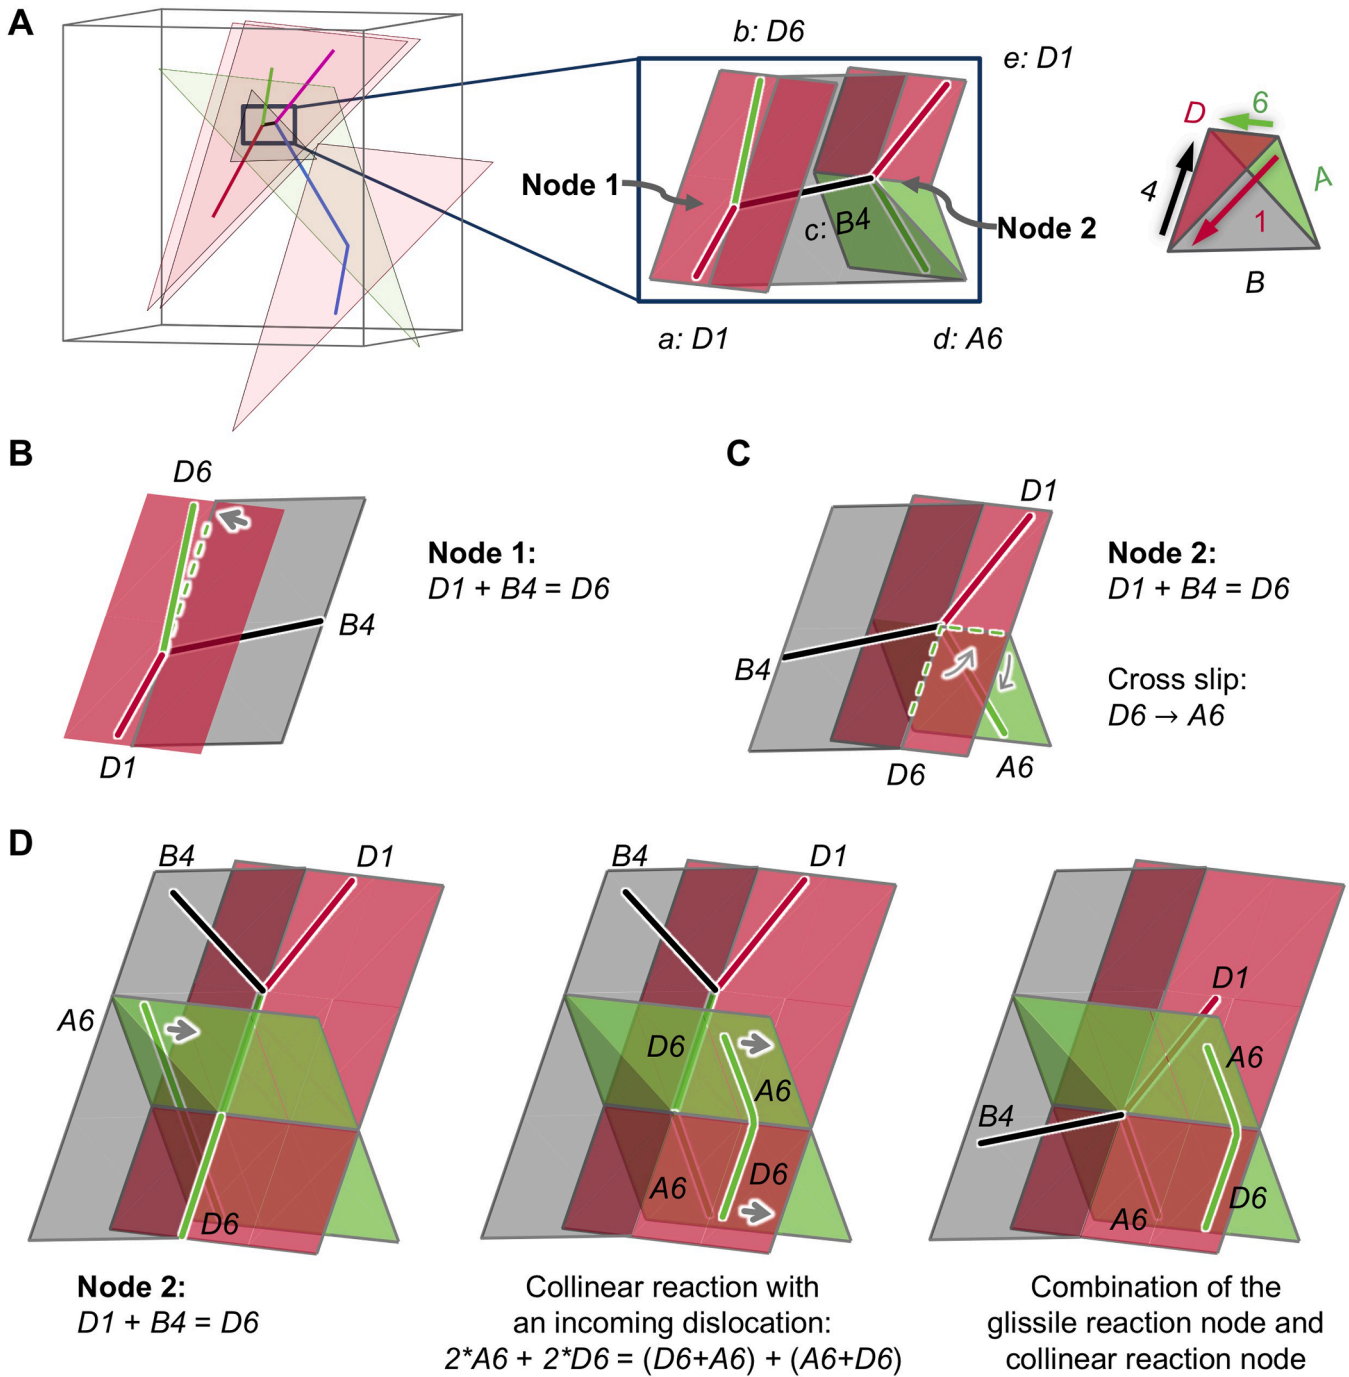 A
b: D6
e: D1
Node 1
c: B4
Node 2
a: D1
d: A6
D
6
4
A
1
B
B
D6
B4
D1
Node 1:
D1 + B4 = D6
C
D1
B4
D6
A6
Node 2:
D1 + B4 = D6
Cross slip:
D6 → A6
D
B4
D1
A6
D6
Node 2:
D1 + B4 = D6
B4
D1
D6
A6
A6
D6
Collinear reaction with
an incoming dislocation:
2*A6 + 2*D6 = (D6+A6) + (A6+D6)
D1
A6
B4
A6
D6
Combination of the
glissile reaction node and
collinear reaction node